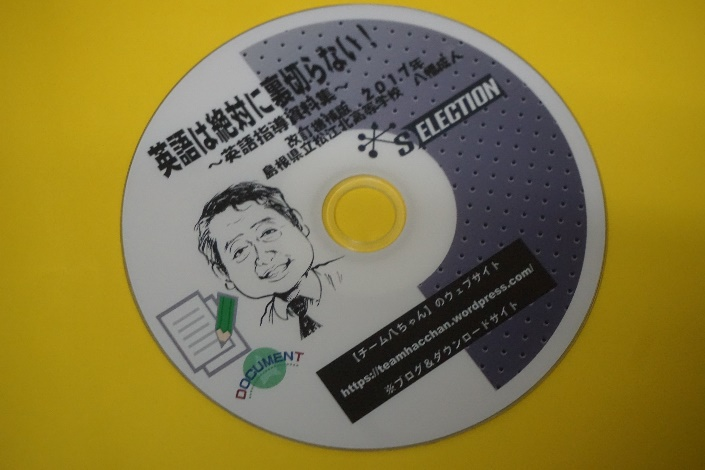 英語は絶対に裏切らない！
～英語指導資料集～
改訂増補版 2017年
島根県立松江北高等学校 八幡成人
SELECTION
DOCUMENT
【チーム八ちゃん】のウェブサイト
https://teamhacchan.wordpress.com/
※ブログ＆ダウンロードサイト